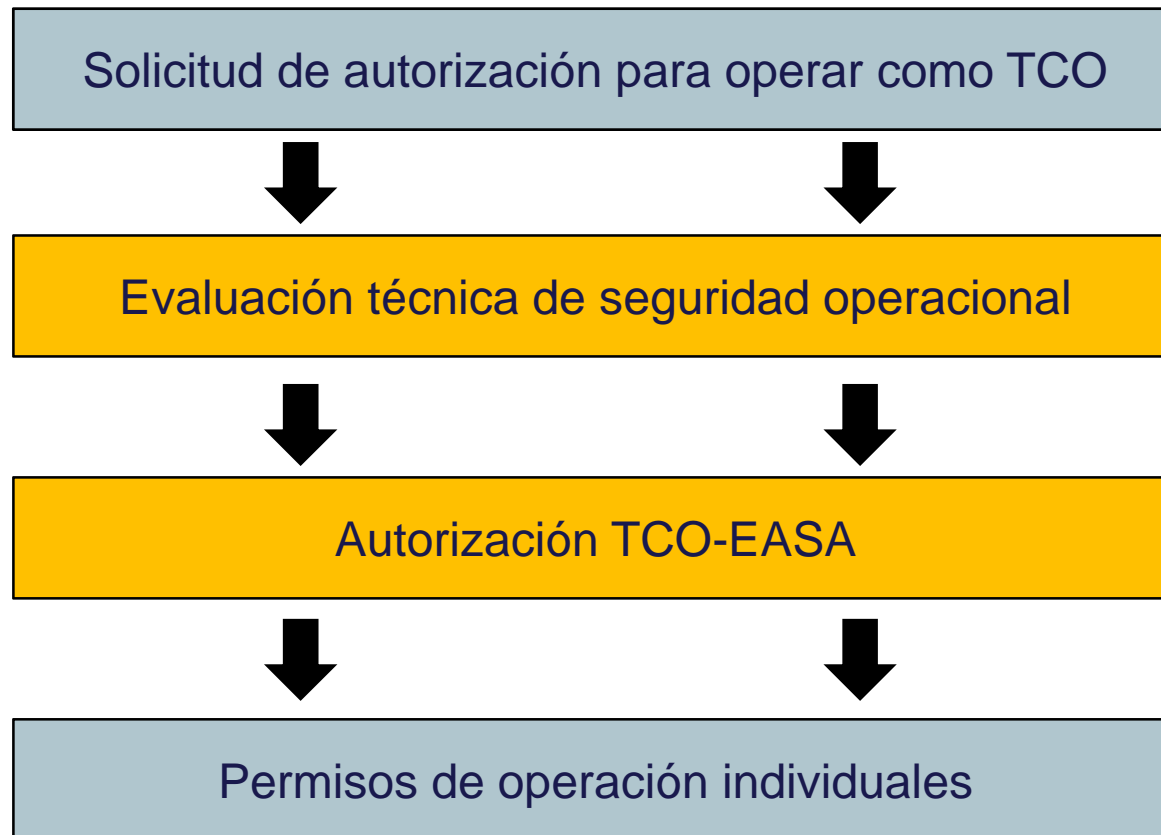 Solicitud de autorización para operar como TCO
Evaluación técnica de seguridad operacional
Autorización TCO-EASA
Permisos de operación individuales